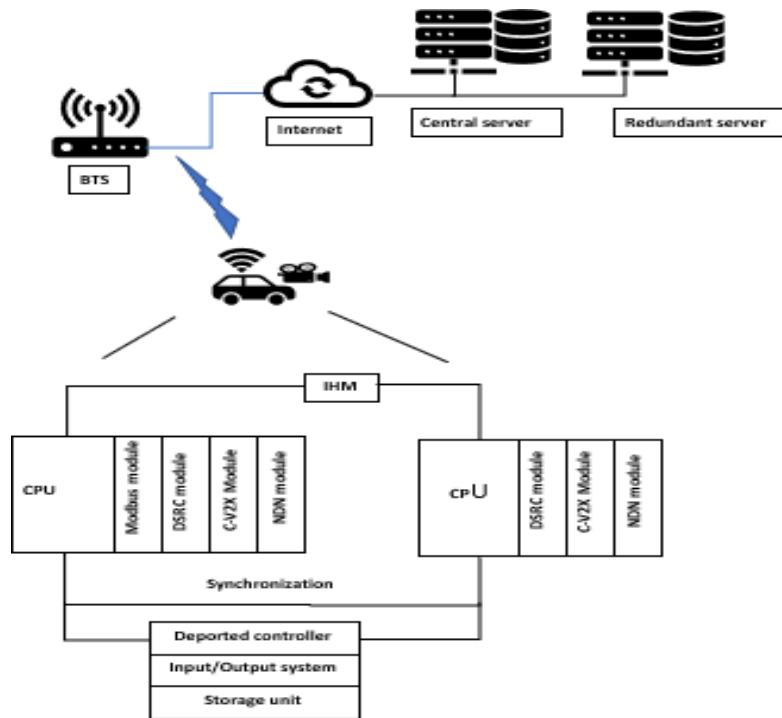 Internet
Central server
Redundant server
BTS
IHM
CPU
Modbus module
DSRC module
C-V2X Module
NDN module
CPU
DSRC module
C-V2X Module
NDN module
Synchronization
Deported controller
Input/Output system
Storage unit